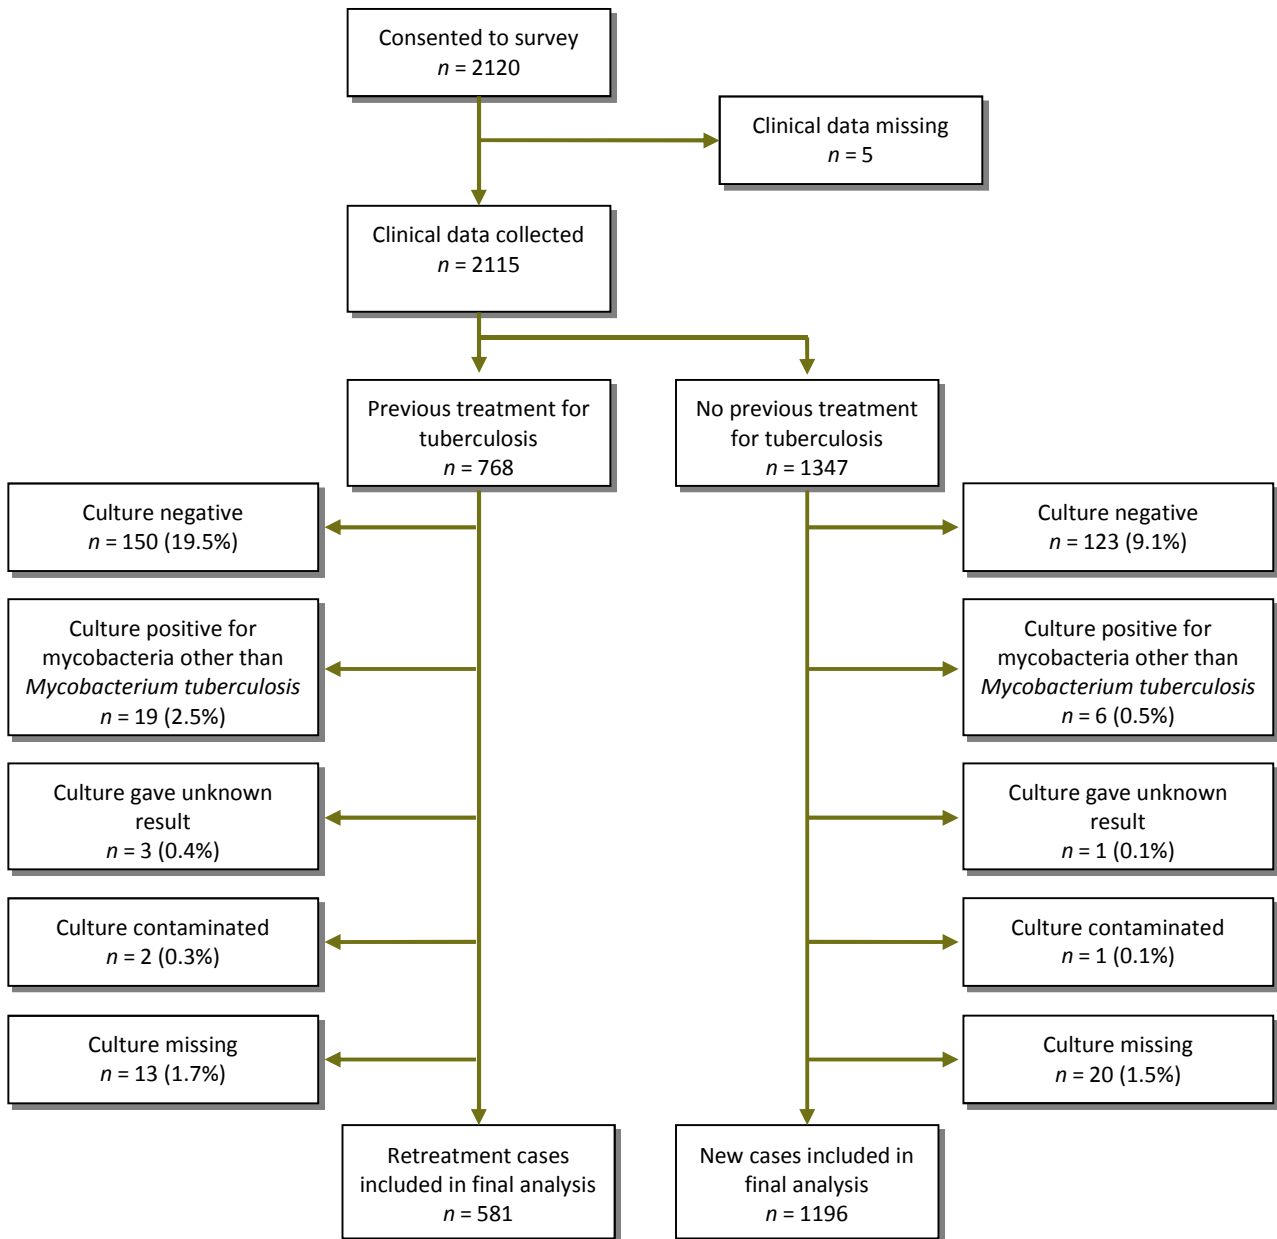 Consented to survey
n = 2120
Clinical data missing
n = 5
Clinical data collected
n = 2115
Previous treatment for
tuberculosis
n = 768
No previous treatment
for tuberculosis
n = 1347
Culture negative
n = 150 (19.5%)
Culture negative
n = 123 (9.1%)
Culture positive for
mycobacteria other than
Mycobacterium tuberculosis
n = 19 (2.5%)
Culture positive for
mycobacteria other than
Mycobacterium tuberculosis
n = 6 (0.5%)
Culture gave unknown
result
n = 3 (0.4%)
Culture gave unknown
result
n = 1 (0.1%)
Culture contaminated
n = 2 (0.3%)
Culture contaminated
n = 1 (0.1%)
Culture missing
n = 13 (1.7%)
Culture missing
n = 20 (1.5%)
Retreatment cases
included in final analysis
n = 581
New cases included in
final analysis
n = 1196